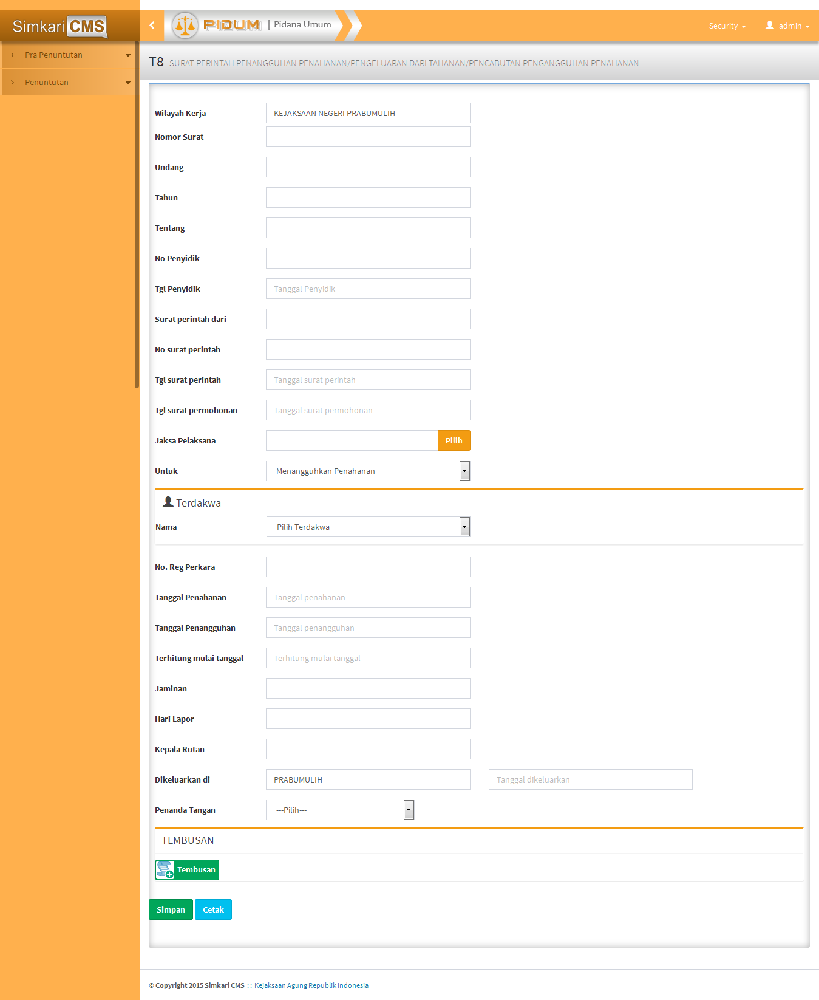 Simkari CMS
PIDUM | Pidana Umum
Security
admin
Pra Penuntutan
Penuntutan
T8 SURAT PERINTAH PENANGGUHAN PENAHANAN/PENGELUARAN DARI TAHANAN/PENCABUTAN PENGANGGUHAN PENAHANAN
Wilayah Kerja KEJAKSAAN NEGERI PRABUMULIH
Nomor Surat
Undang
Tahun
Tentang
No Penyidik
Tgl Penyidik Tanggal Penyidik
Surat perintah dari
No surat perintah
Tgl surat perintah Tanggal surat perintah
Tgl surat permohonan Tanggal surat permohonan
Jaksa Pelaksana Pilih
Untuk Menangguhkan Penahanan
Terdakwa
Nama Pilih Terdakwa
No. Reg Perkara
Tanggal Penahanan Tanggal penahanan
Tanggal Penangguhan Tanggal penangguhan
Terhitung mulai tanggal Terhitung mulai tanggal
Jaminan
Hari Lapor
Kepala Rutan
Dikeluarkan di PRABUMULIH Tanggal dikeluarkan
Penanda Tangan ---Pilih---
TEMBUSAN
Tembusan
Simpan Cetak
© Copyright 2015 Simkari CMS :: Kejaksaan Agung Republik Indonesia